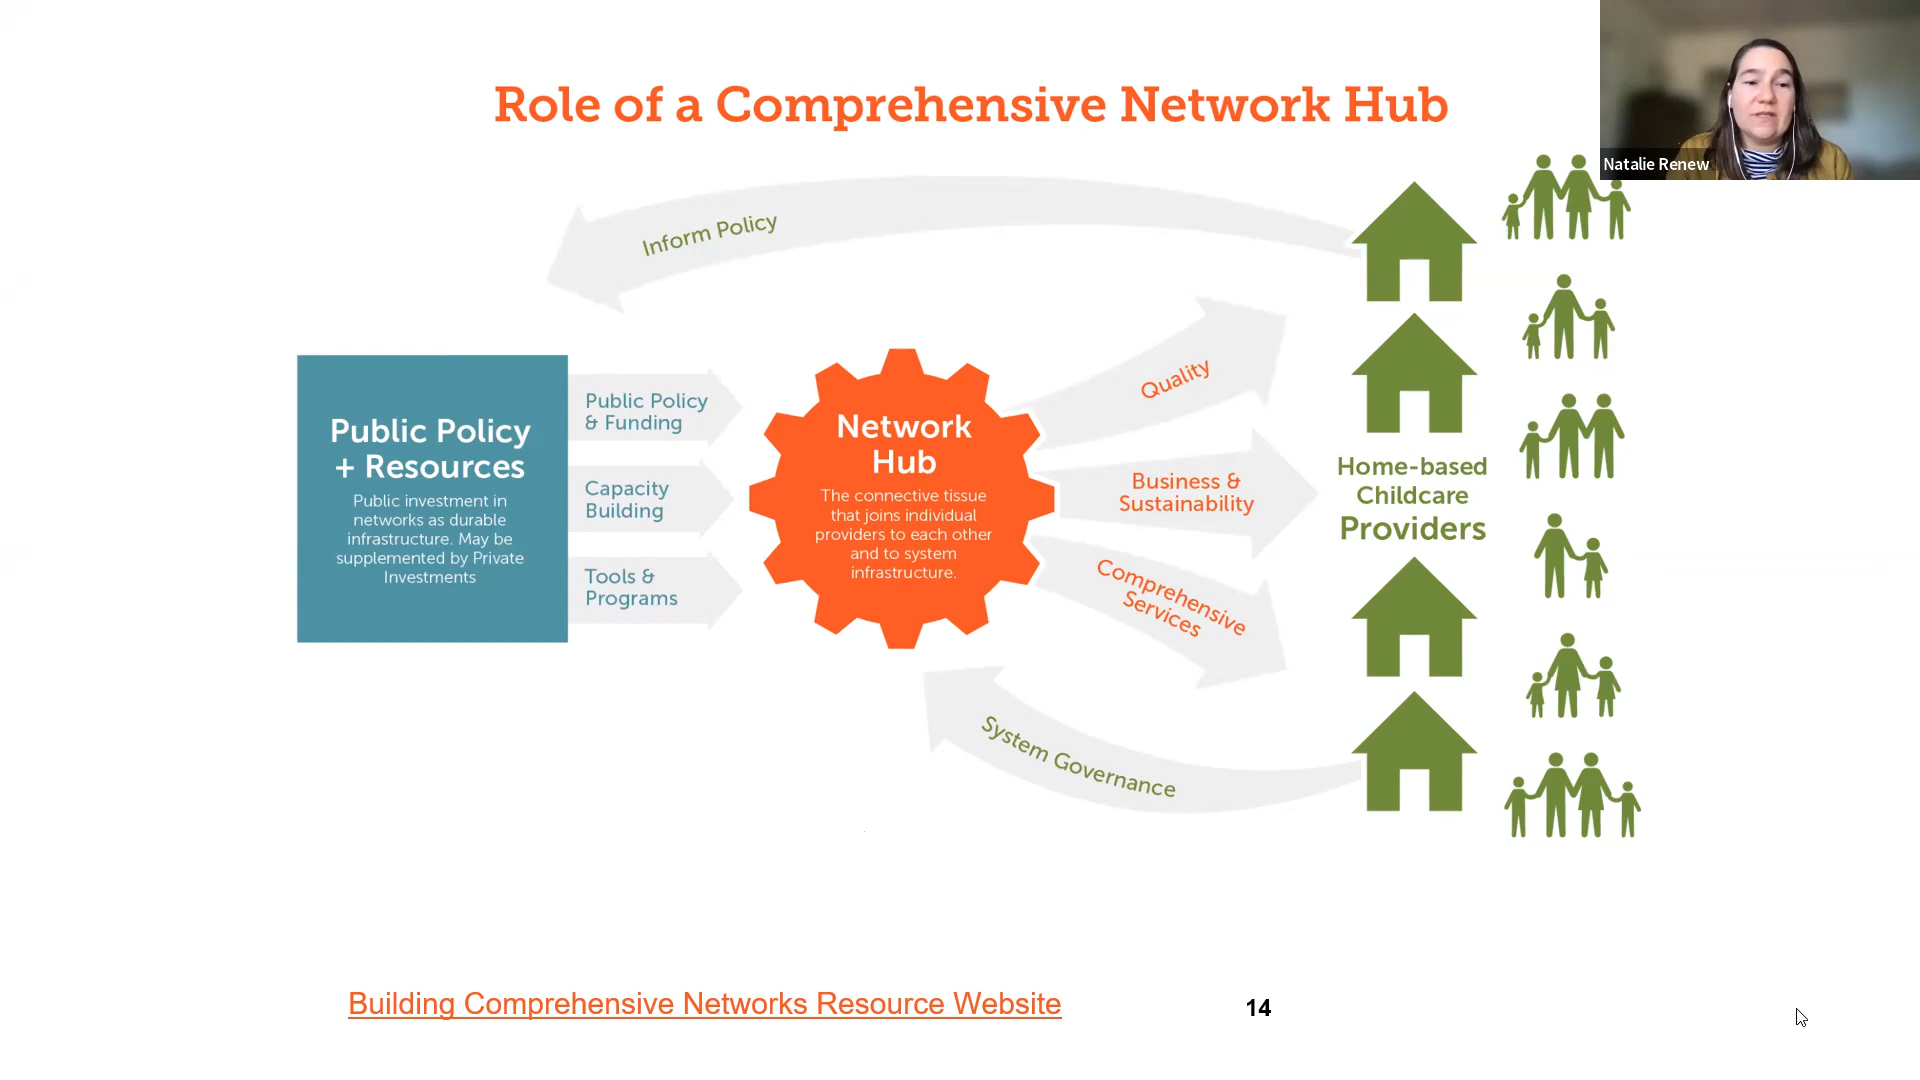 Role of a Comprehensive Network Hub
Natalie Renew
Inform Policy
Public Policy
+ Resources
Public investment in
networks as durable
infrastructure. May be
supplemented by Private
Investments
Public Policy
& Funding
Capacity
Building
Tools &
Programs
Network
Hub
The connective tissue
that joins individual
providers to each other
and to system
infrastructure.
Quality
Business &
Sustainability
Comprehensive
Services
Home-based
Childcare
Providers
System Governance
Building Comprehensive Networks Resource Website
14